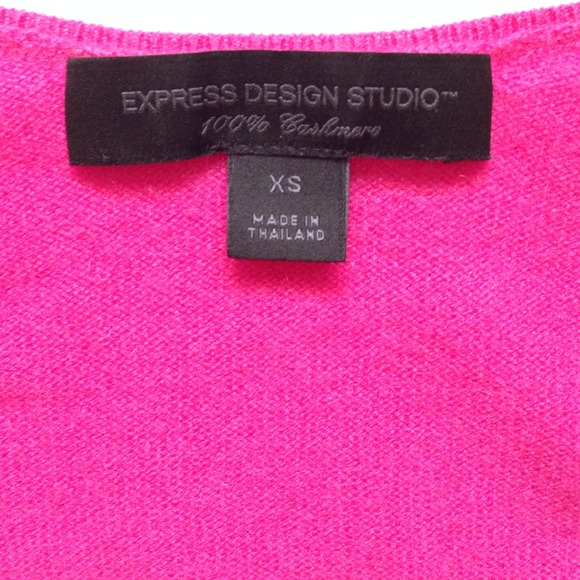 EXPRESS DESIGN STUDIO™
100% Cashmere
XS
MADE IN
THAILAND